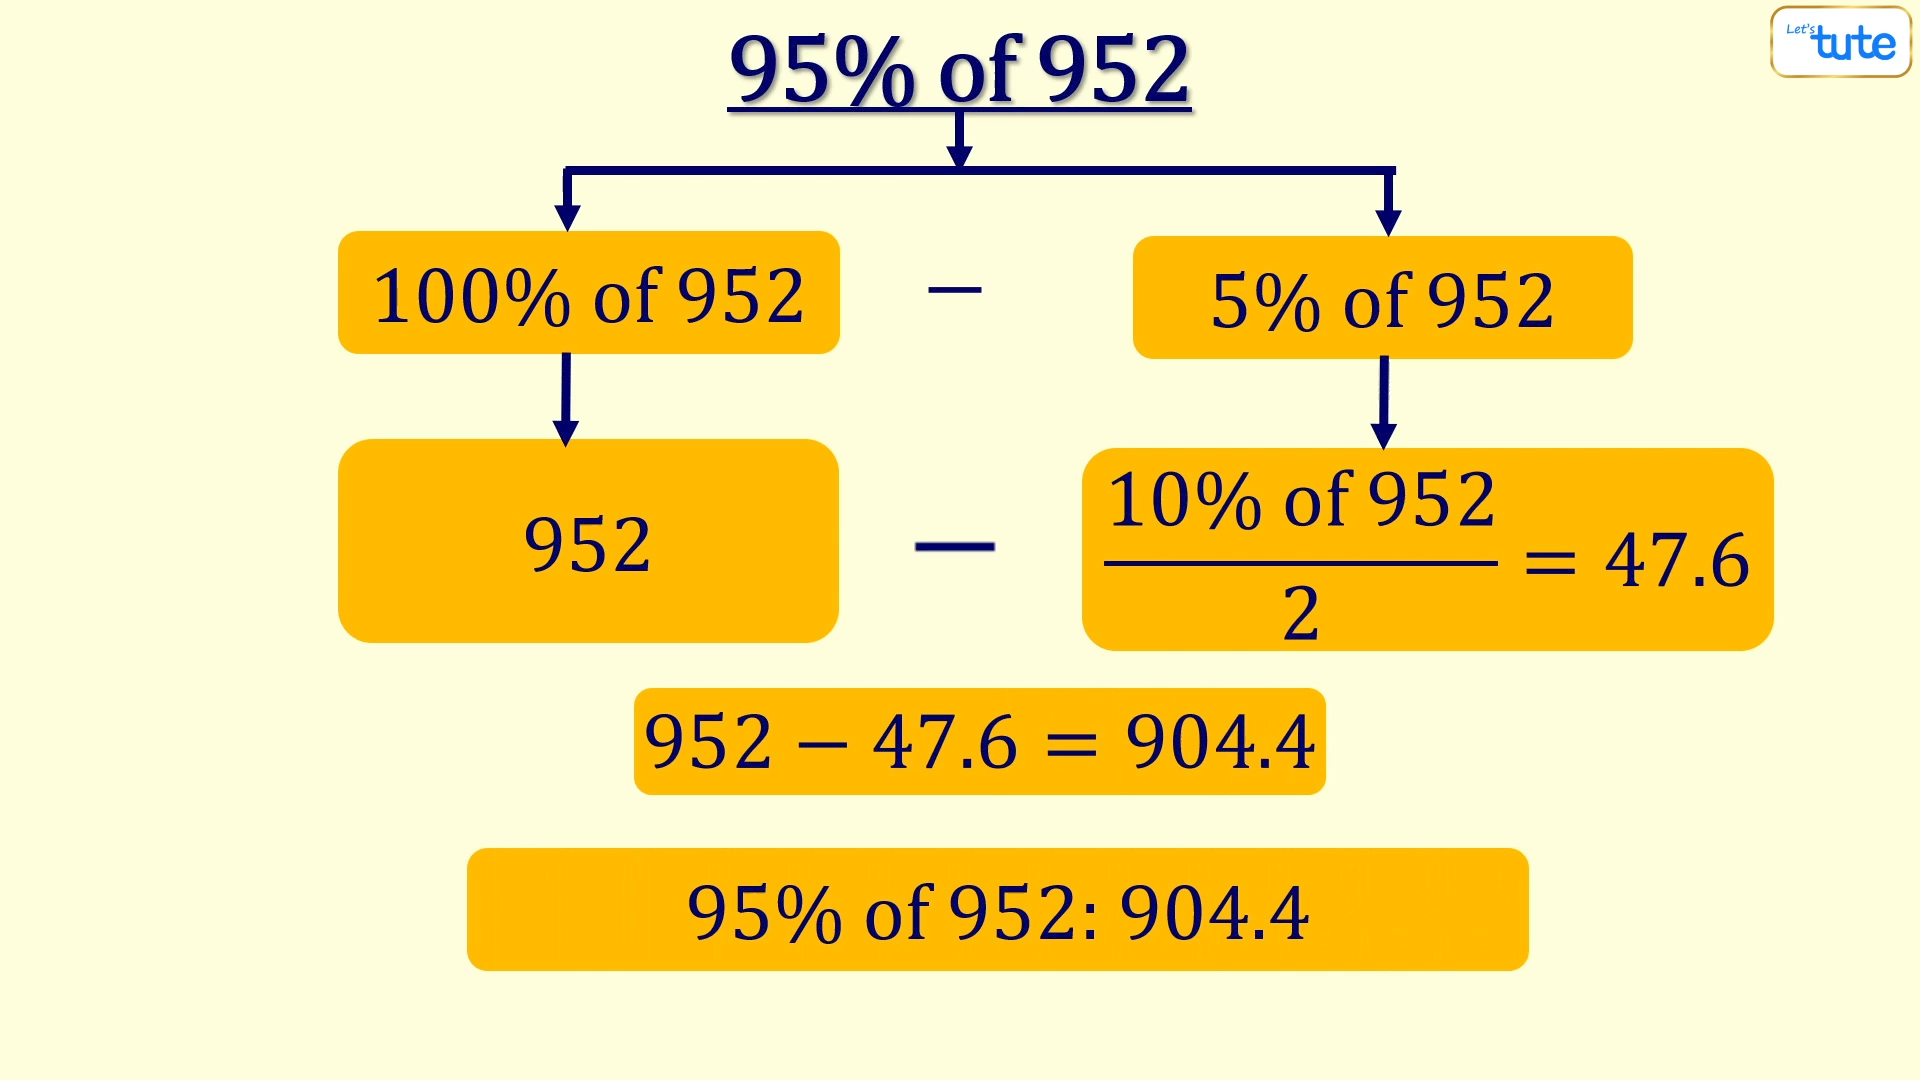 Let's tute
95% of 952
100% of 952 − 5% of 952
952 − 10% of 952 / 2 = 47.6
952 − 47.6 = 904.4
95% of 952: 904.4